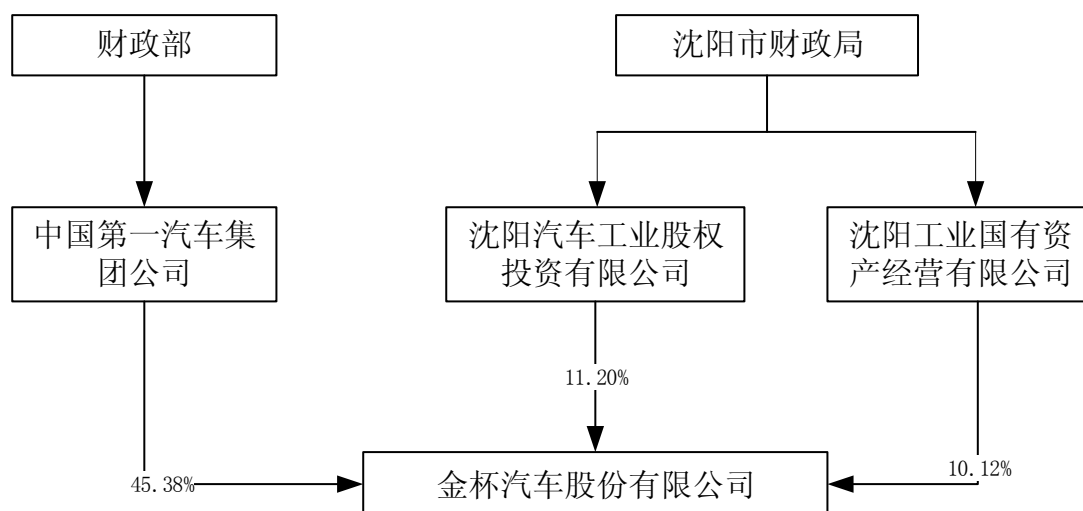 财政部
沈阳市财政局
中国第一汽车集
团公司
沈阳汽车工业股权
投资有限公司
沈阳工业国有资
产经营有限公司
11.20%
45.38%
金杯汽车股份有限公司
10.12%